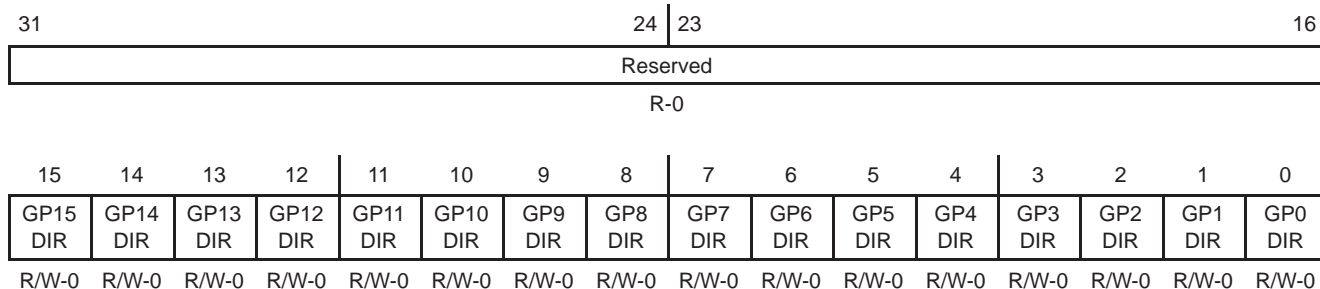 31 24 23 16
Reserved
R-0
15 14 13 12 11 10 9 8 7 6 5 4 3 2 1 0
GP15 GP14 GP13 GP12 GP11 GP10 GP9 GP8 GP7 GP6 GP5 GP4 GP3 GP2 GP1 GP0
DIR DIR DIR DIR DIR DIR DIR DIR DIR DIR DIR DIR DIR DIR DIR DIR
R/W-0 R/W-0 R/W-0 R/W-0 R/W-0 R/W-0 R/W-0 R/W-0 R/W-0 R/W-0 R/W-0 R/W-0 R/W-0 R/W-0 R/W-0 R/W-0